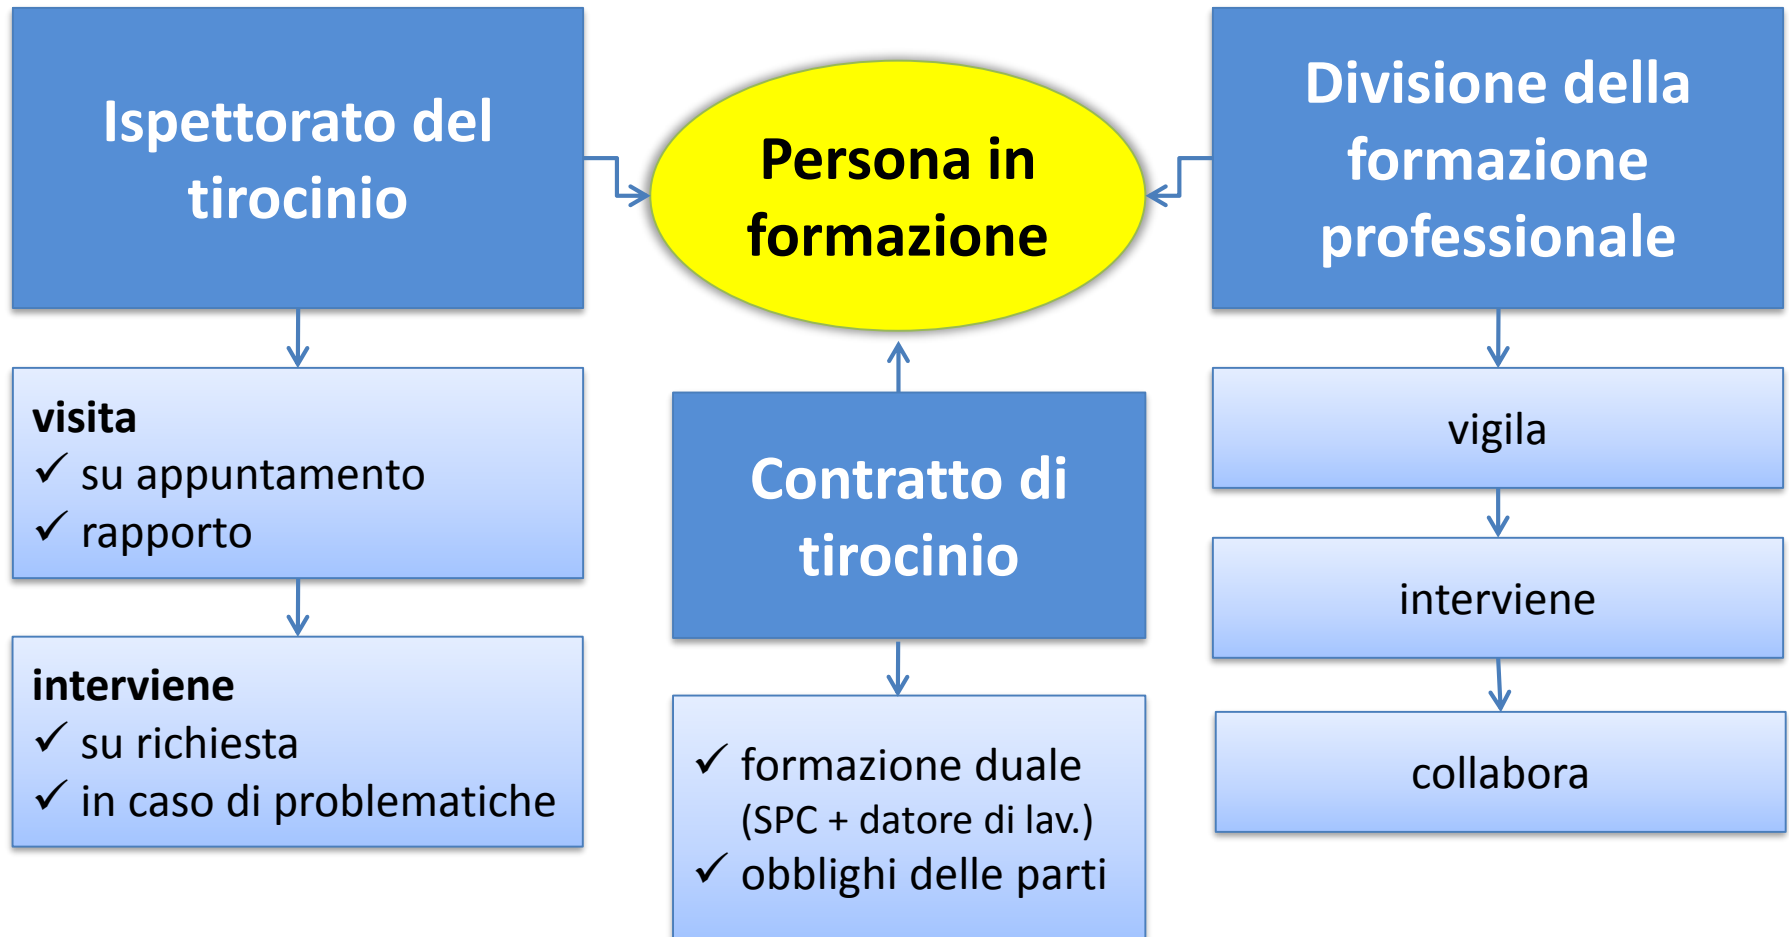 Ispettorato del
tirocinio
Persona in
formazione
Divisione della
formazione
professionale
visita
✓ su appuntamento
✓ rapporto
interviene
✓ su richiesta
✓ in caso di problematiche
Contratto di
tirocinio
✓ formazione duale
(SPC + datore di lav.)
✓ obblighi delle parti
vigila
interviene
collabora